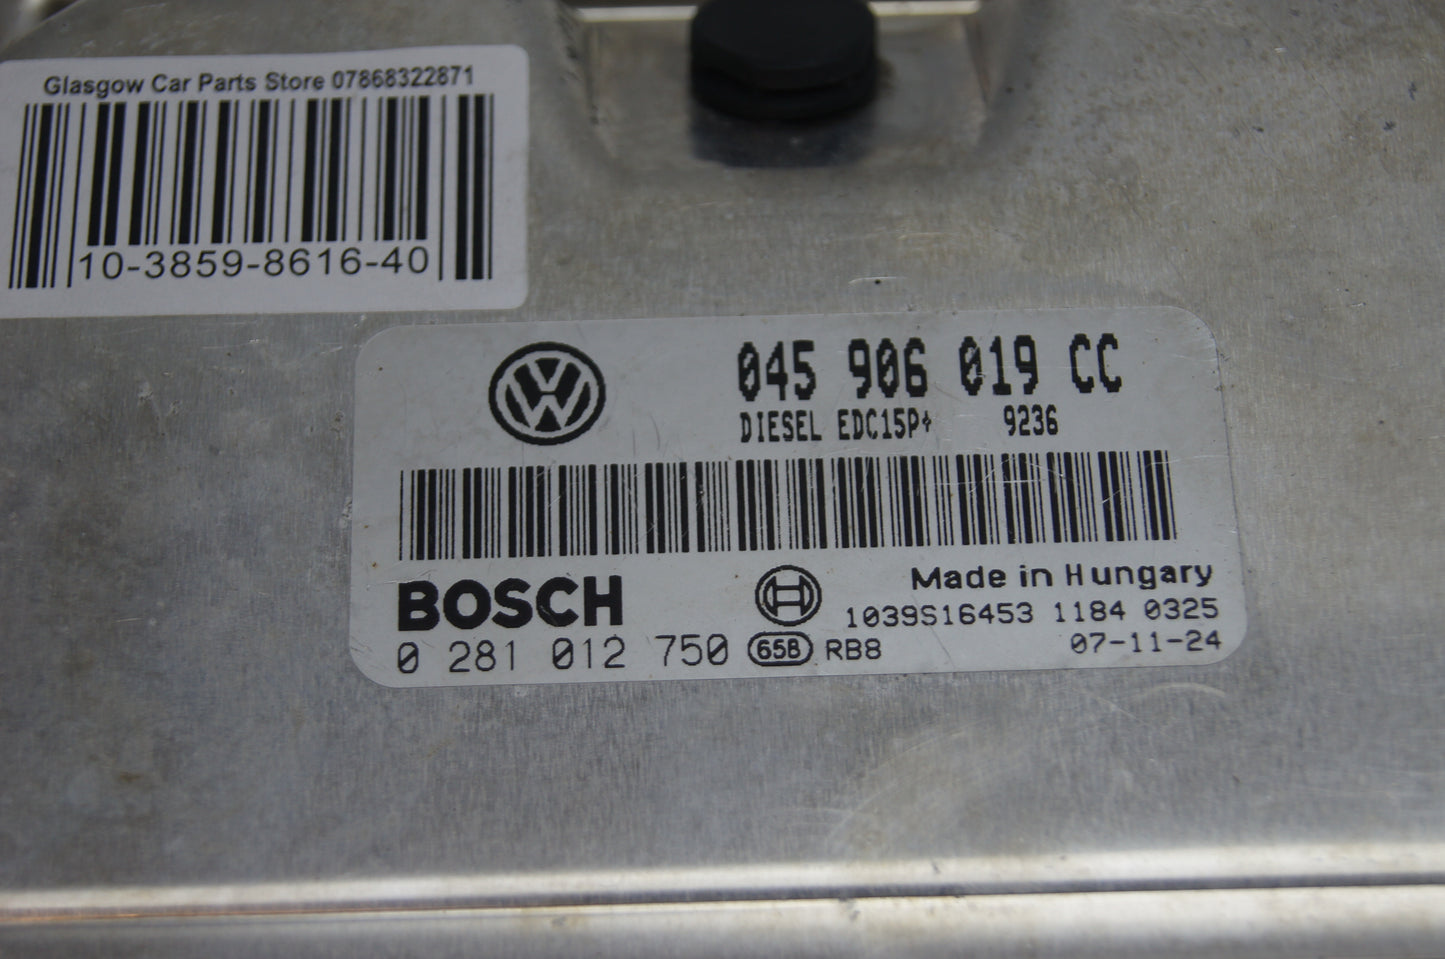 Glasgow Car Parts Store 07868322871
10-3859-8616-40
045 906 019 CC
DIESEL EDC15P+ 9236
BOSCH
Made in Hungary
1039S16453 1184 0325
0 281 012 750 65B RB8 07-11-24